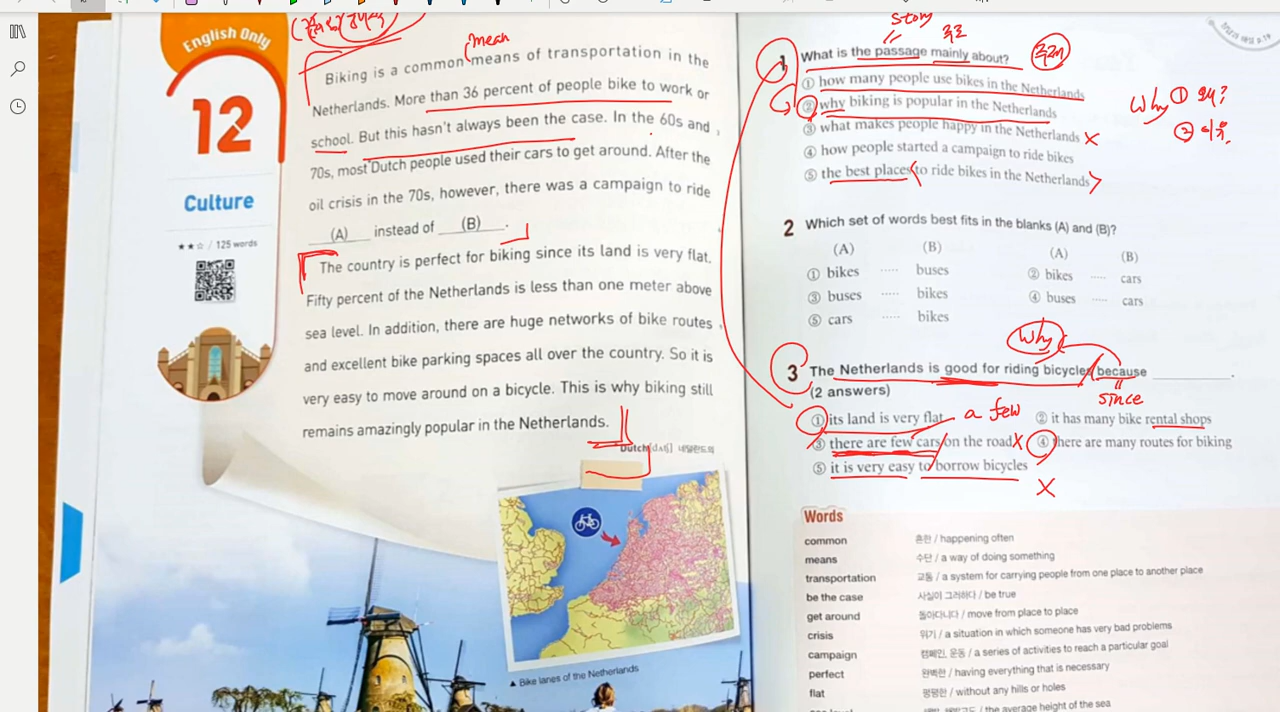 English Only
12
Culture
★★☆ / 125 words
mean
Biking is a common means of transportation in the
Netherlands. More than 36 percent of people bike to work or
school. But this hasn't always been the case. In the 60s and
70s, most Dutch people used their cars to get around. After the
oil crisis in the 70s, however, there was a campaign to ride
(A) instead of (B).
The country is perfect for biking since its land is very flat.
Fifty percent of the Netherlands is less than one meter above
sea level. In addition, there are huge networks of bike routes
and excellent bike parking spaces all over the country. So it is
very easy to move around on a bicycle. This is why biking still
remains amazingly popular in the Netherlands.
Dutch 네덜란드의
▲ Bike lanes of the Netherlands
story
주로
1 What is the passage mainly about?
주제
① how many people use bikes in the Netherlands
② why biking is popular in the Netherlands
③ what makes people happy in the Netherlands X
④ how people started a campaign to ride bikes
⑤ the best places to ride bikes in the Netherlands
Why ① 왜?
② 이유.
2 Which set of words best fits in the blanks (A) and (B)?
(A) (B) (A) (B)
① bikes ····· buses ② bikes ····· cars
③ buses ····· bikes ④ buses ····· cars
⑤ cars ····· bikes
Why
3 The Netherlands is good for riding bicycles because ________.
since
(2 answers)
① its land is very flat a few ② it has many bike rental shops
③ there are few cars on the road X ④ there are many routes for biking
⑤ it is very easy to borrow bicycles
X
Words
common 흔한 / happening often
means 수단 / a way of doing something
transportation 교통 / a system for carrying people from one place to another place
be the case 사실이 그러하다 / be true
get around 돌아다니다 / move from place to place
crisis 위기 / a situation in which someone has very bad problems
campaign 캠페인, 운동 / a series of activities to reach a particular goal
perfect 완벽한 / having everything that is necessary
flat 평평한 / without any hills or holes
/ the average height of the sea